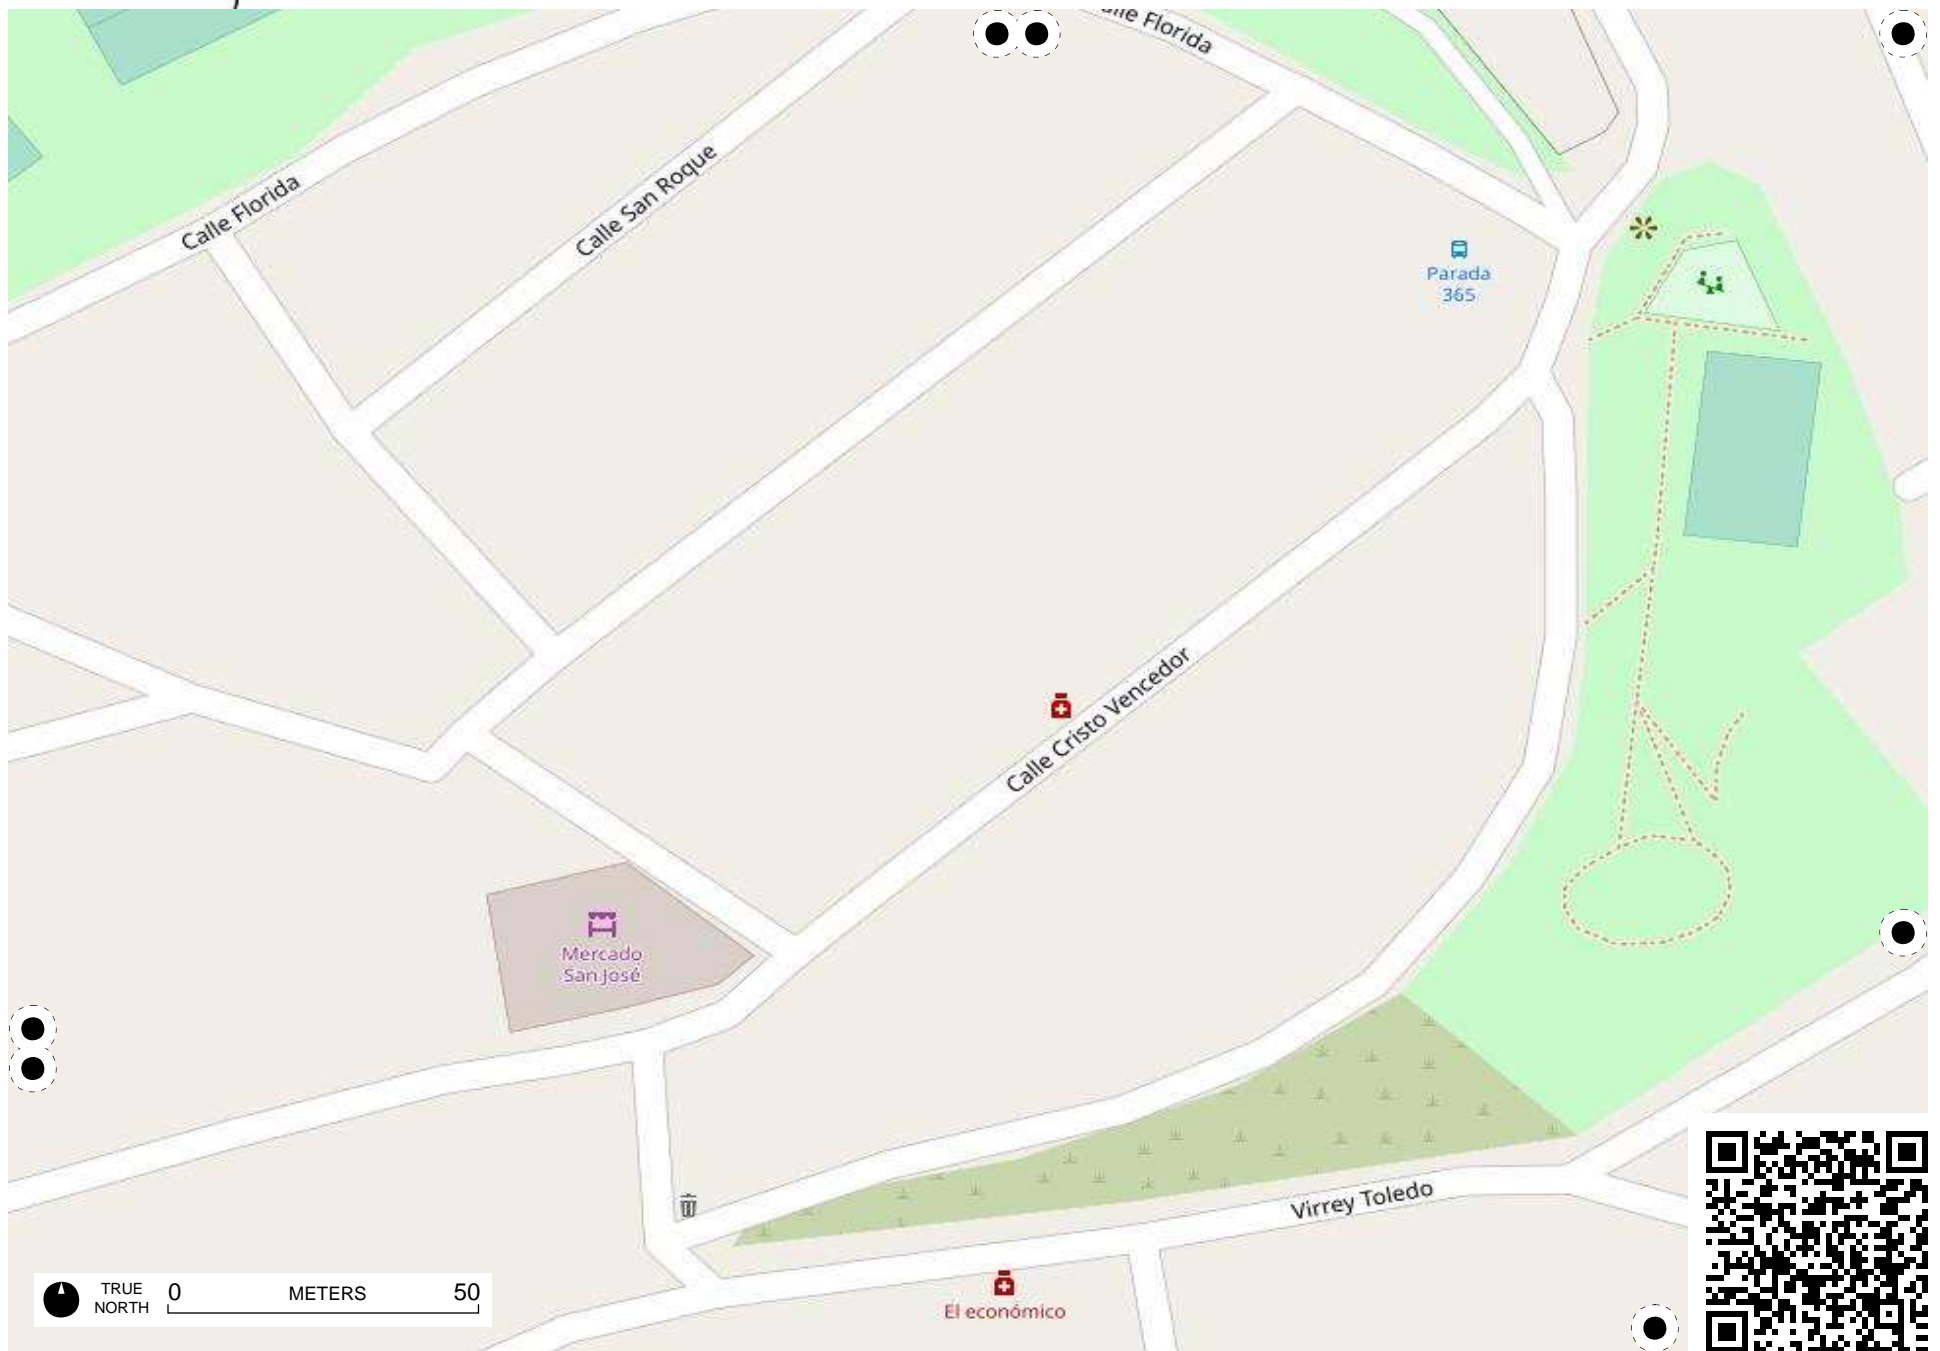 Calle Florida
Calle Florida
Calle San Roque
Parada
365
Calle Cristo Vencedor
Mercado
San José
Virrey Toledo
El económico
TRUE
NORTH
0 METERS 50